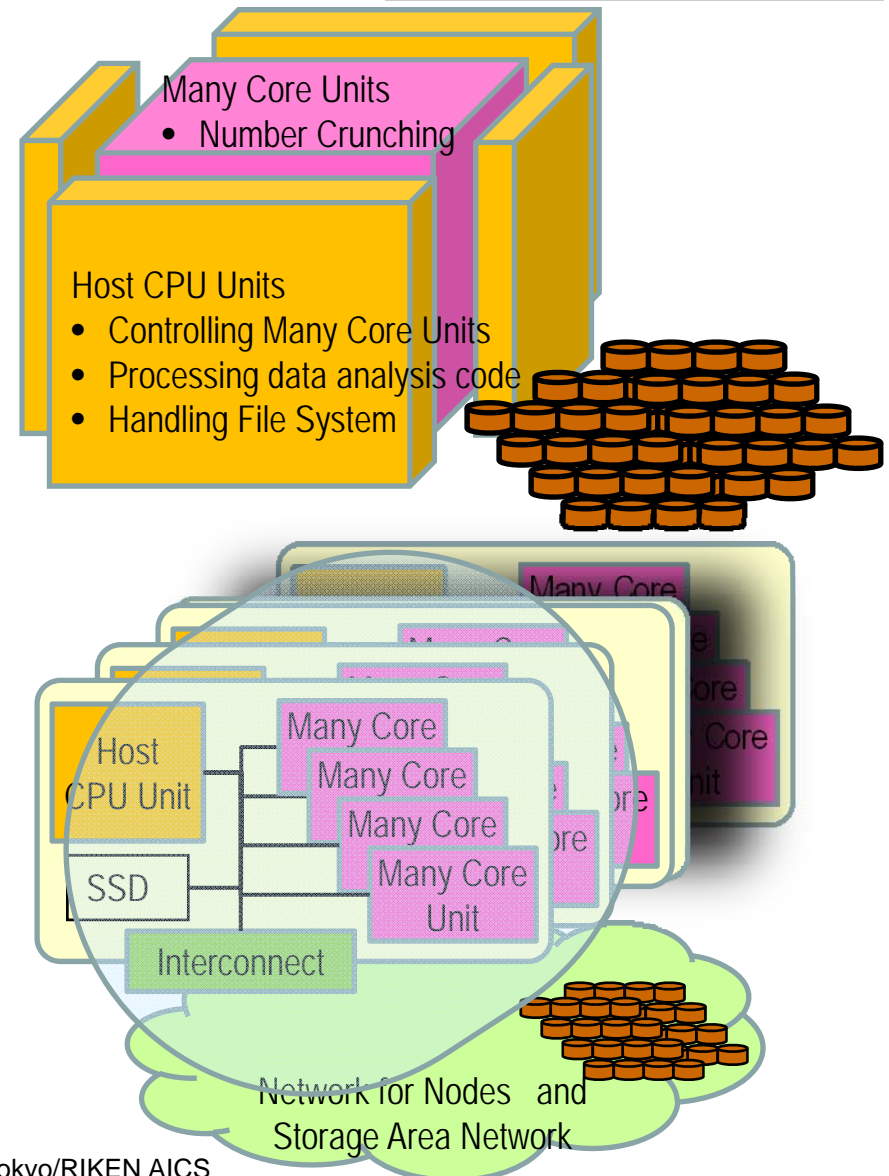 Many Core Units
• Number Crunching
Host CPU Units
• Controlling Many Core Units
• Processing data analysis code
• Handling File System
Many Core
Core
Unit
Host
CPU Unit
SSD
Many Core
Many Core
Many Core
Many Core
Unit
Interconnect
Network for Nodes and
Storage Area Network
/RIKEN AICS